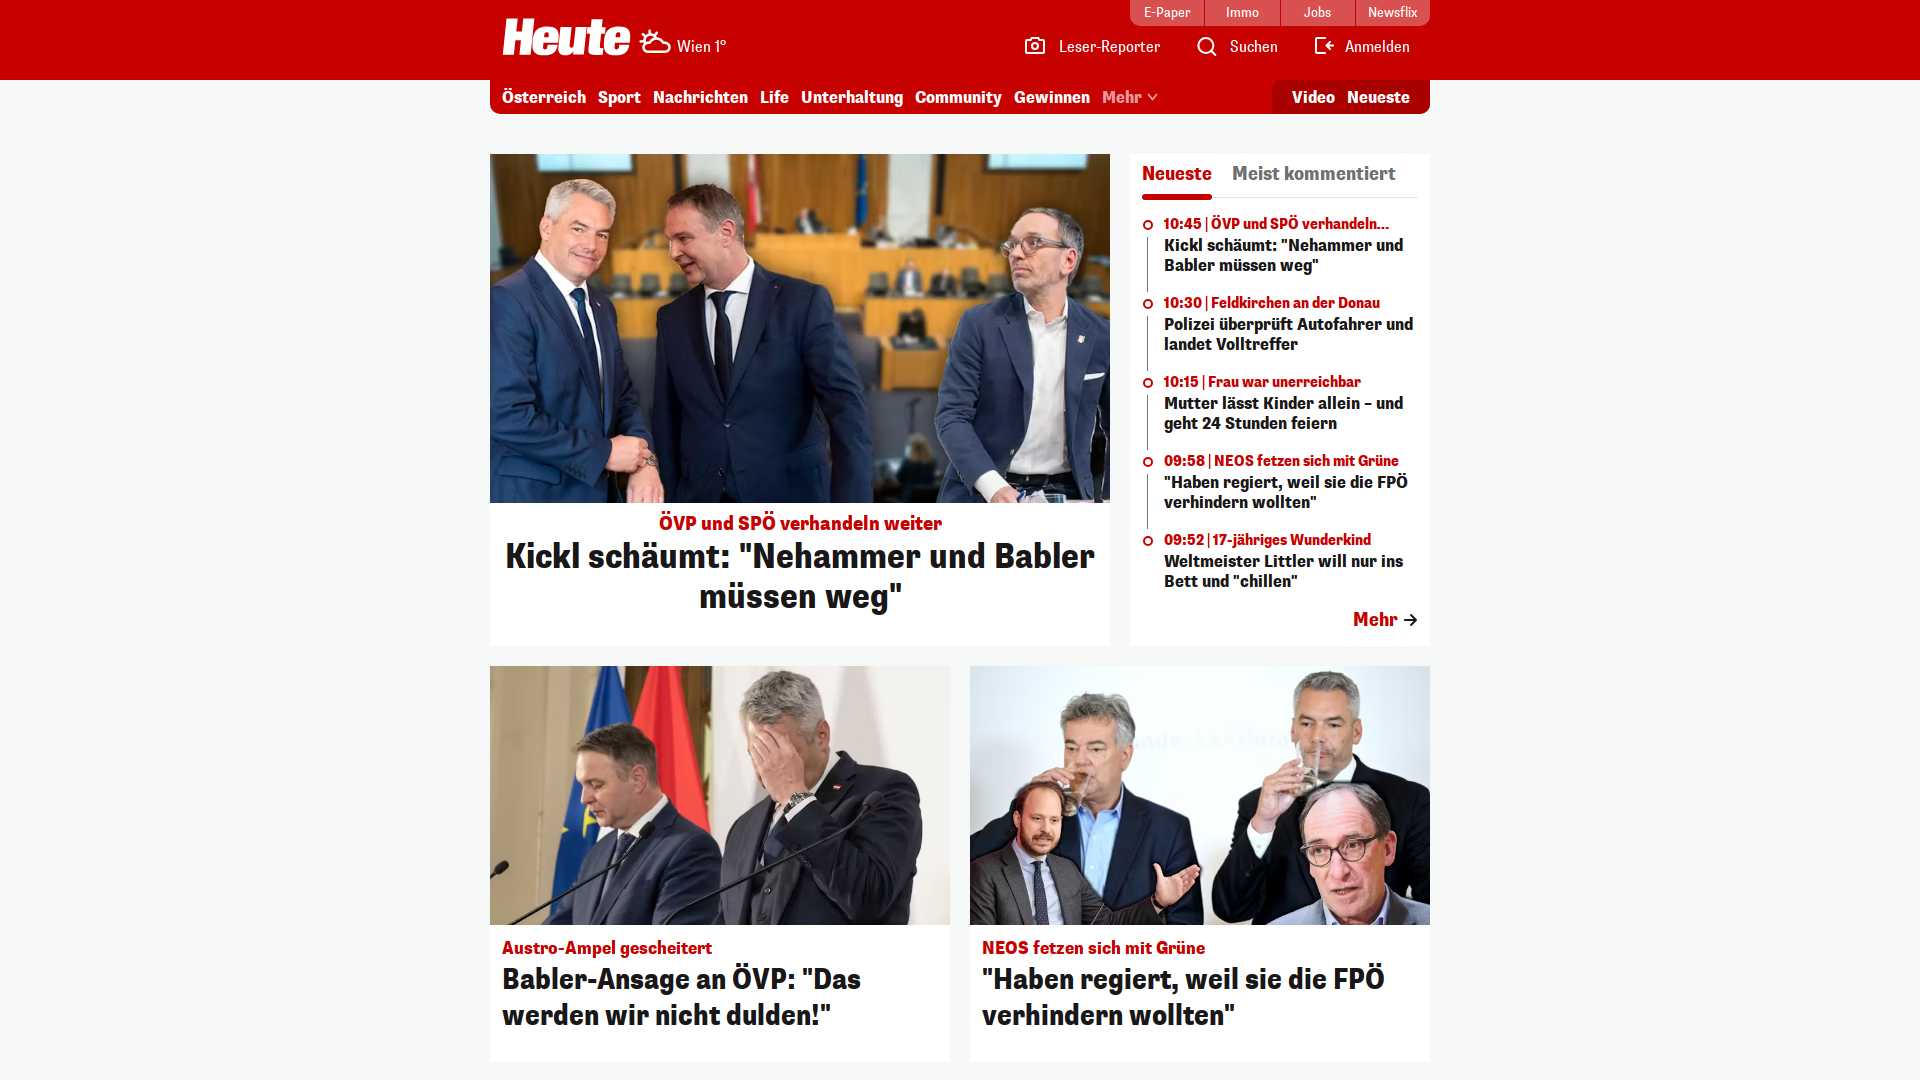 E-Paper
Immo
Jobs
Newsflix
Heute
Wien 1°
Leser-Reporter
Suchen
Anmelden
Österreich Sport Nachrichten Life Unterhaltung Community Gewinnen Mehr
Video Neueste
ÖVP und SPÖ verhandeln weiter
Kickl schäumt: "Nehammer und Babler
müssen weg"
Neueste
Meist kommentiert
10:45 | ÖVP und SPÖ verhandeln...
Kickl schäumt: "Nehammer und
Babler müssen weg"
10:30 | Feldkirchen an der Donau
Polizei überprüft Autofahrer und
landet Volltreffer
10:15 | Frau war unerreichbar
Mutter lässt Kinder allein – und
geht 24 Stunden feiern
09:58 | NEOS fetzen sich mit Grüne
"Haben regiert, weil sie die FPÖ
verhindern wollten"
09:52 | 17-jähriges Wunderkind
Weltmeister Littler will nur ins
Bett und "chillen"
Mehr
Austro-Ampel gescheitert
Babler-Ansage an ÖVP: "Das
werden wir nicht dulden!"
NEOS fetzen sich mit Grüne
"Haben regiert, weil sie die FPÖ
verhindern wollten"